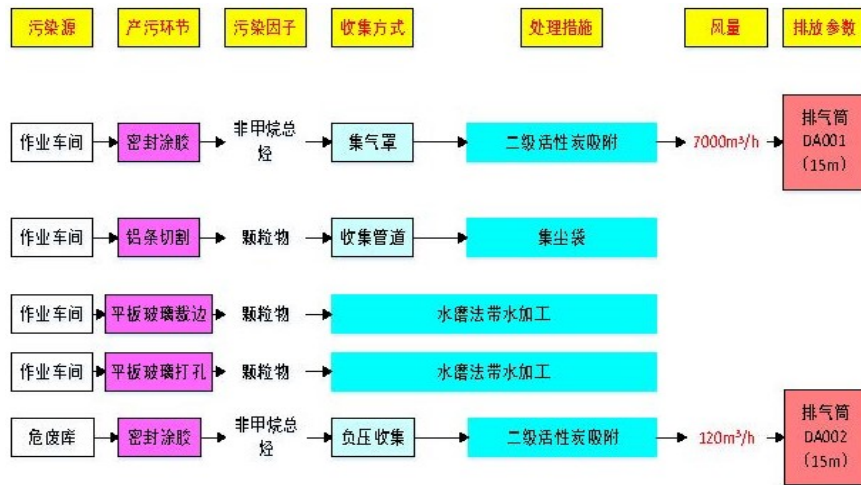 污染源 产污环节 污染因子 收集方式 处理措施 风量 排放参数
作业车间 密封涂胶 非甲烷总
烃 集气罩 二级活性炭吸附 7000m³/h 排气筒
DA001
(15m)
作业车间 铝条切割 颗粒物 收集管道 集尘袋
作业车间 平板玻璃裁边 颗粒物 水磨法带水加工
作业车间 平板玻璃打孔 颗粒物 水磨法带水加工
危废库 密封涂胶 非甲烷总
烃 负压收集 二级活性炭吸附 120m³/h 排气筒
DA002
(15m)